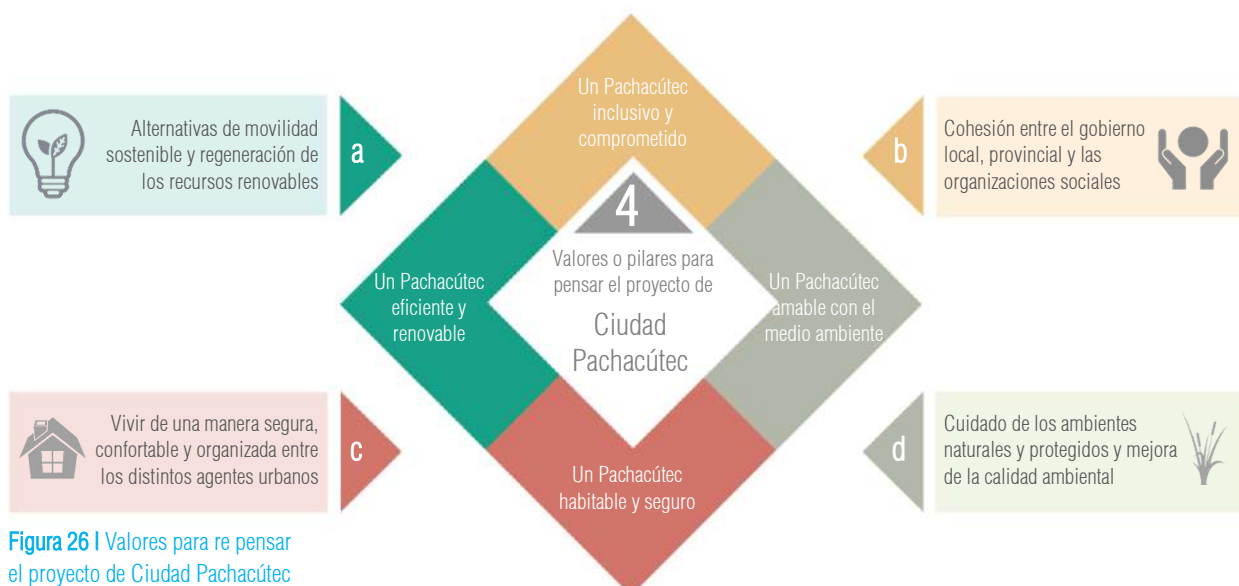 Un Pachacútec
inclusivo y
comprometido
Alternativas de movilidad
sostenible y regeneración de
los recursos renovables
a
b
Cohesión entre el gobierno
local, provincial y las
organizaciones sociales
4
Valores o pilares para
pensar el proyecto de
Ciudad
Pachacútec
Un Pachacútec
eficiente y
renovable
Un Pachacútec
amable con el
medio ambiente
Vivir de una manera segura,
confortable y organizada entre
los distintos agentes urbanos
c
d
Cuidado de los ambientes
naturales y protegidos y mejora
de la calidad ambiental
Un Pachacútec
habitable y seguro
Figura 26 | Valores para re pensar
el proyecto de Ciudad Pachacútec